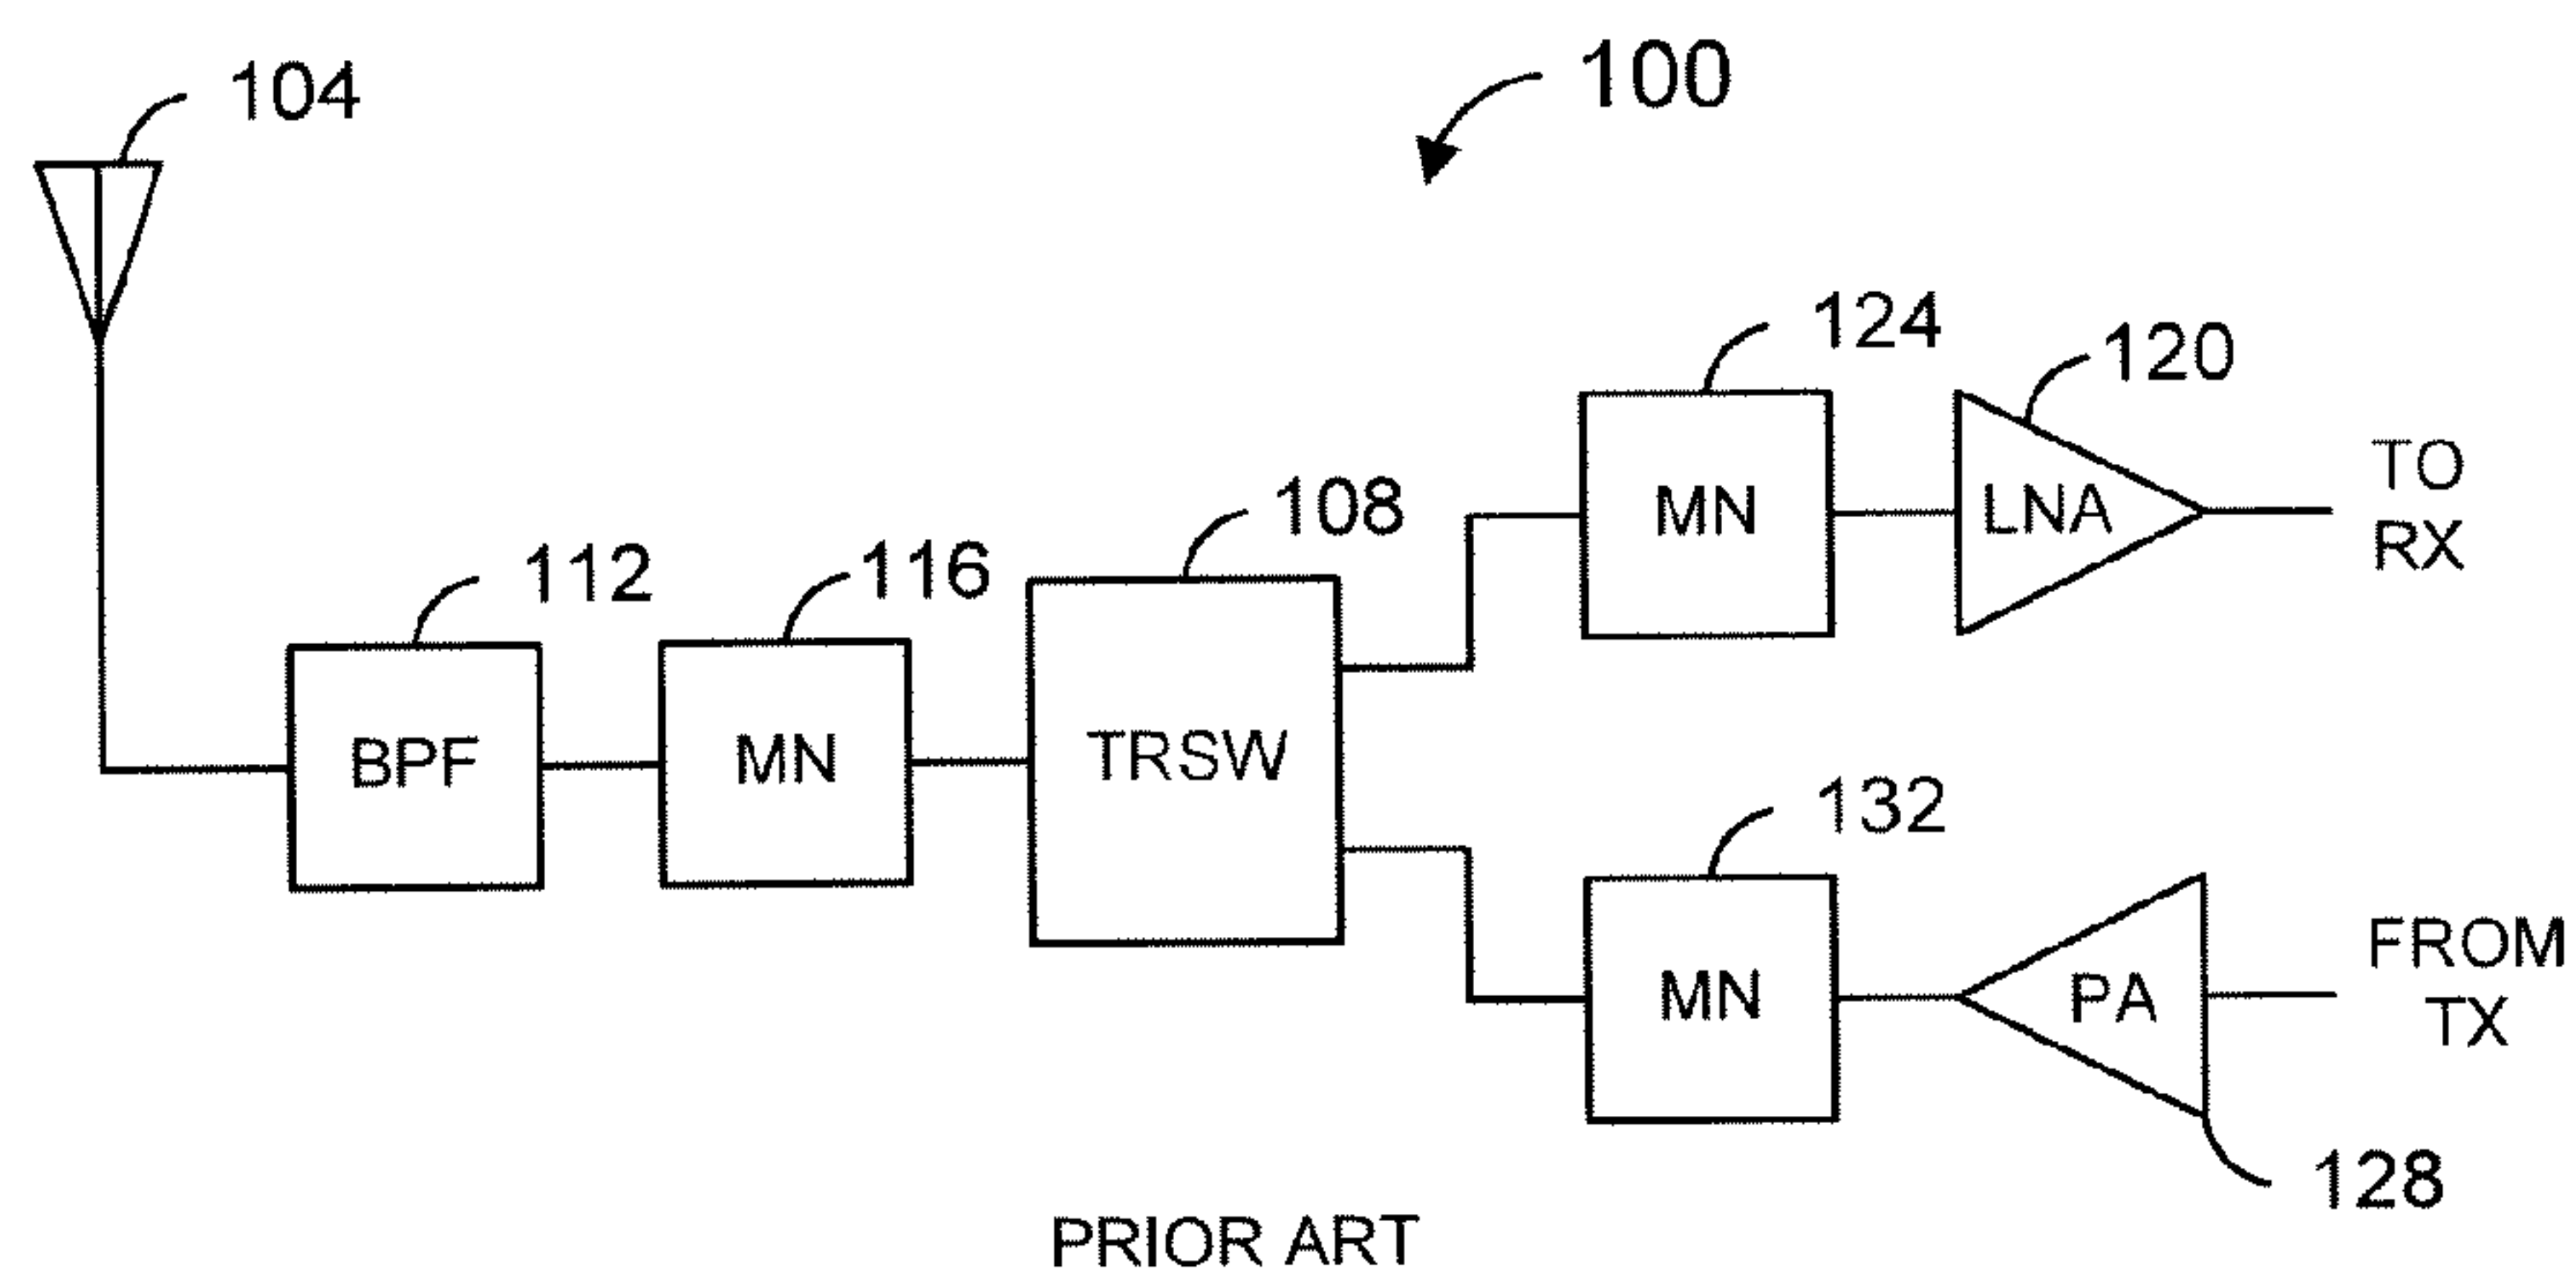 104
100
124
120
TO
RX
LNA
MN
108
116
112
BPF
MN
TRSW
132
MN
PA
FROM
TX
128
PRIOR ART